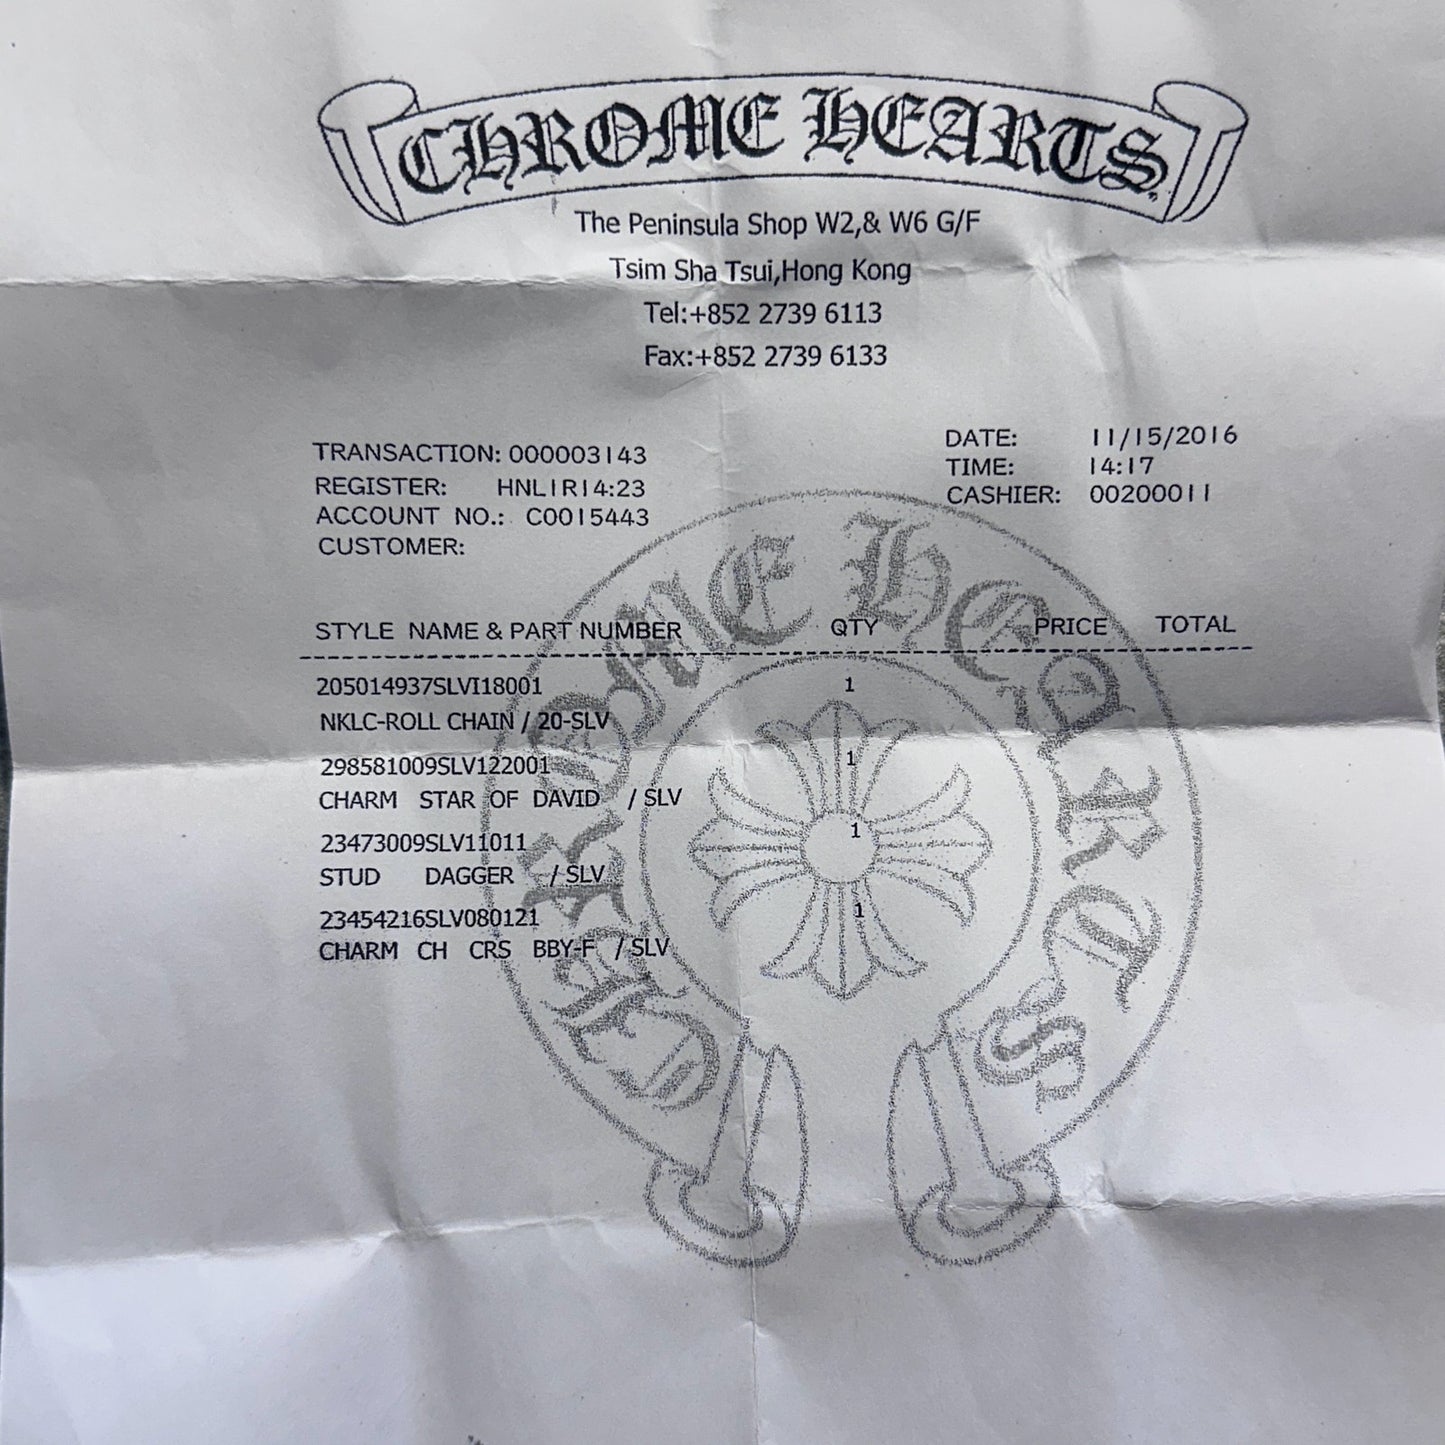 CHROME HEARTS
The Peninsula Shop W2,& W6 G/F
Tsim Sha Tsui,Hong Kong
Tel:+852 2739 6113
Fax:+852 2739 6133
TRANSACTION: 000003143 DATE: 11/15/2016
REGISTER: HNL1R14:23 TIME: 14:17
ACCOUNT NO.: C0015443 CASHIER: 00200011
CUSTOMER:
STYLE NAME & PART NUMBER QTY PRICE TOTAL
205014937SLVI18001 1
NKLC-ROLL CHAIN / 20-SLV
298581009SLV122001 1
CHARM STAR OF DAVID / SLV
23473009SLV11011 1
STUD DAGGER / SLV
23454216SLV080121 1
CHARM CH CRS BBY-F / SLV
CHROME HEARTS